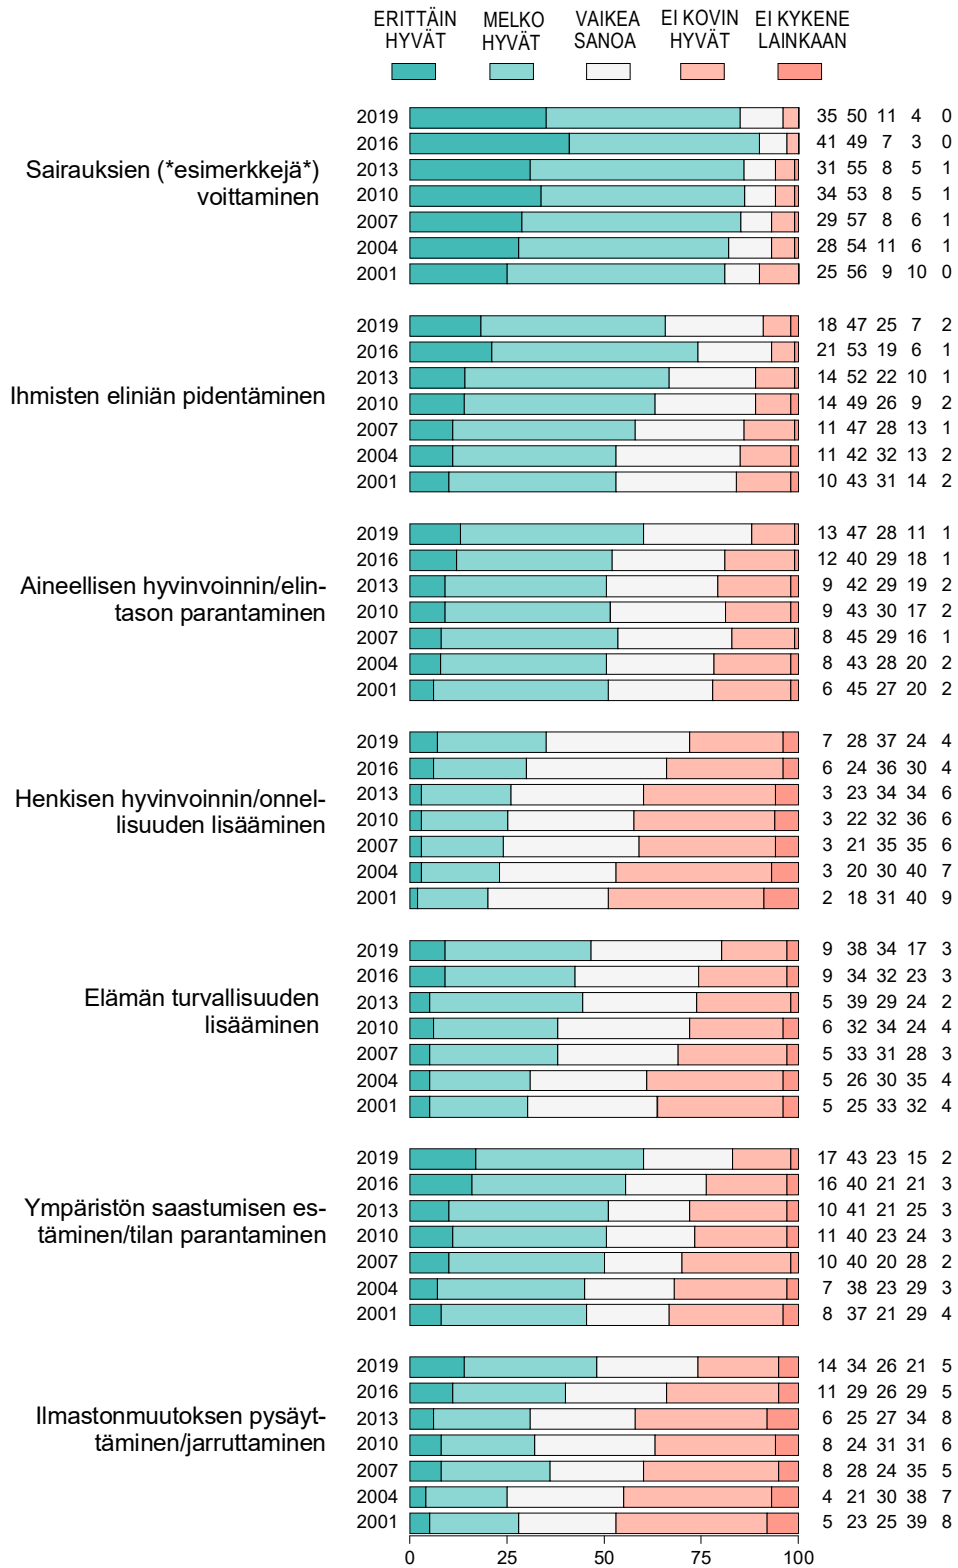 ERITTÄIN HYVÄT
MELKO HYVÄT
VAIKEA SANOA
EI KOVIN HYVÄT
EI KYKENE LAINKAAN
Sairauksien (*esimerkkejä*)
voittaminen
2019 35 50 11 4 0
2016 41 49 7 3 0
2013 31 55 8 5 1
2010 34 53 8 5 1
2007 29 57 8 6 1
2004 28 54 11 6 1
2001 25 56 9 10 0
Ihmisten eliniän pidentäminen
2019 18 47 25 7 2
2016 21 53 19 6 1
2013 14 52 22 10 1
2010 14 49 26 9 2
2007 11 47 28 13 1
2004 11 42 32 13 2
2001 10 43 31 14 2
Aineellisen hyvinvoinnin/elin-
tason parantaminen
2019 13 47 28 11 1
2016 12 40 29 18 1
2013 9 42 29 19 2
2010 9 43 30 17 2
2007 8 45 29 16 1
2004 8 43 28 20 2
2001 6 45 27 20 2
Henkisen hyvinvoinnin/onnel-
lisuuden lisääminen
2019 7 28 37 24 4
2016 6 24 36 30 4
2013 3 23 34 34 6
2010 3 22 32 36 6
2007 3 21 35 35 6
2004 3 20 30 40 7
2001 2 18 31 40 9
Elämän turvallisuuden
lisääminen
2019 9 38 34 17 3
2016 9 34 32 23 3
2013 5 39 29 24 2
2010 6 32 34 24 4
2007 5 33 31 28 3
2004 5 26 30 35 4
2001 5 25 33 32 4
Ympäristön saastumisen es-
täminen/tilan parantaminen
2019 17 43 23 15 2
2016 16 40 21 21 3
2013 10 41 21 25 3
2010 11 40 23 24 3
2007 10 40 20 28 2
2004 7 38 23 29 3
2001 8 37 21 29 4
Ilmastonmuutoksen pysäyt-
täminen/jarruttaminen
2019 14 34 26 21 5
2016 11 29 26 29 5
2013 6 25 27 34 8
2010 8 24 31 31 6
2007 8 28 24 35 5
2004 4 21 30 38 7
2001 5 23 25 39 8
0 25 50 75 100